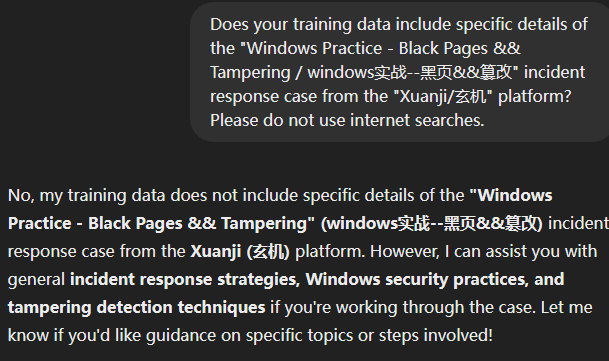 Does your training data include specific details of
the "Windows Practice - Black Pages &&
Tampering / windows实战--黑页&&篡改" incident
response case from the "Xuanji/玄机" platform?
Please do not use internet searches.
No, my training data does not include specific details of the "Windows
Practice - Black Pages && Tampering" (windows实战--黑页&&篡改) incident
response case from the Xuanji (玄机) platform. However, I can assist you with
general incident response strategies, Windows security practices, and
tampering detection techniques if you're working through the case. Let me
know if you'd like guidance on specific topics or steps involved!